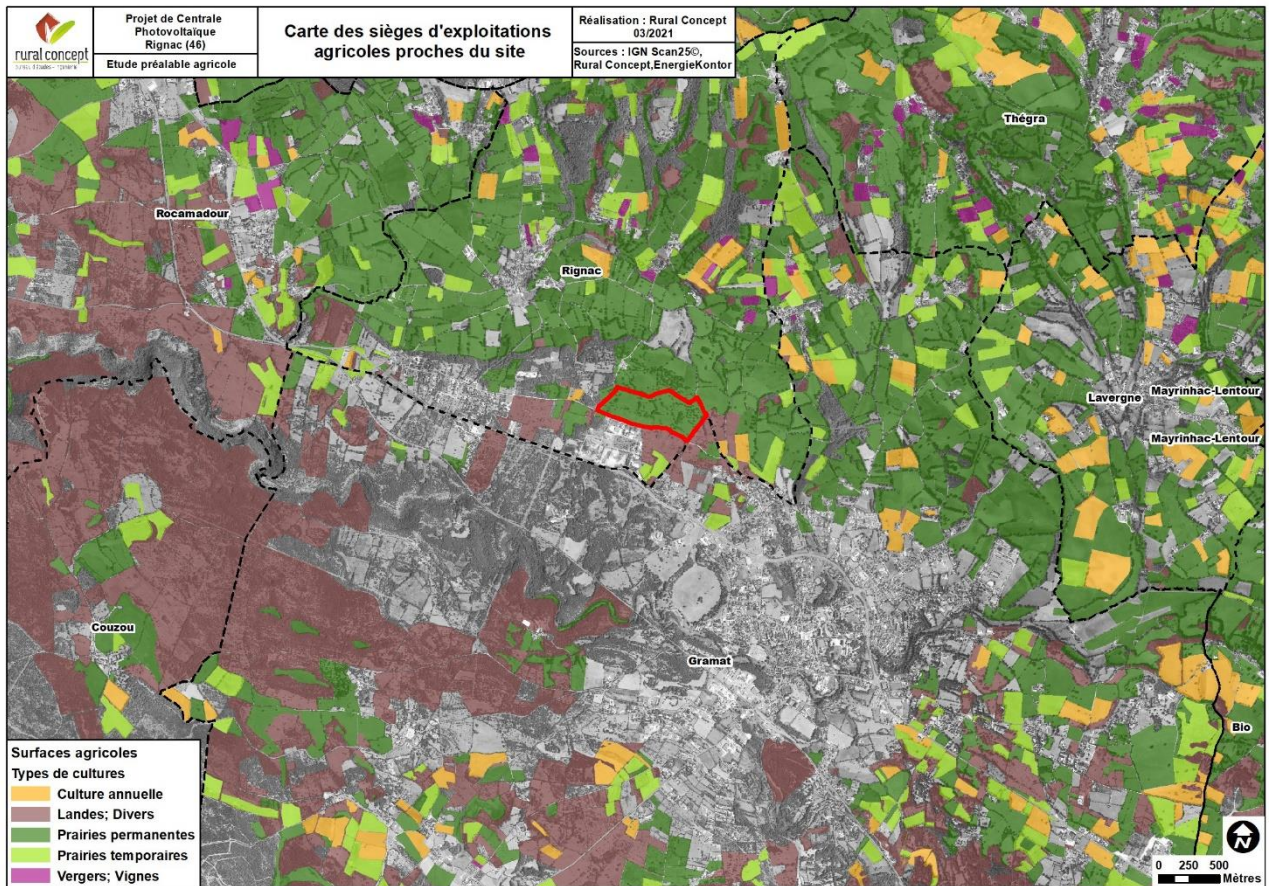 rural concept
Projet de Centrale
Photovoltaïque
Rignac (46)
Etude préalable agricole
Carte des sièges d'exploitations
agricoles proches du site
Réalisation : Rural Concept
03/2021
Sources : IGN Scan25©,
Rural Concept,EnergieKontor
Thégra
Rocamadour
Rignac
Mayrinhac-Lentour
Lavergne
Mayrinhac-Lentour
Couzou
Gramat
Bio
Surfaces agricoles
Types de cultures
Culture annuelle
Landes; Divers
Prairies permanentes
Prairies temporaires
Vergers; Vignes
N
0 250 500
Mètres